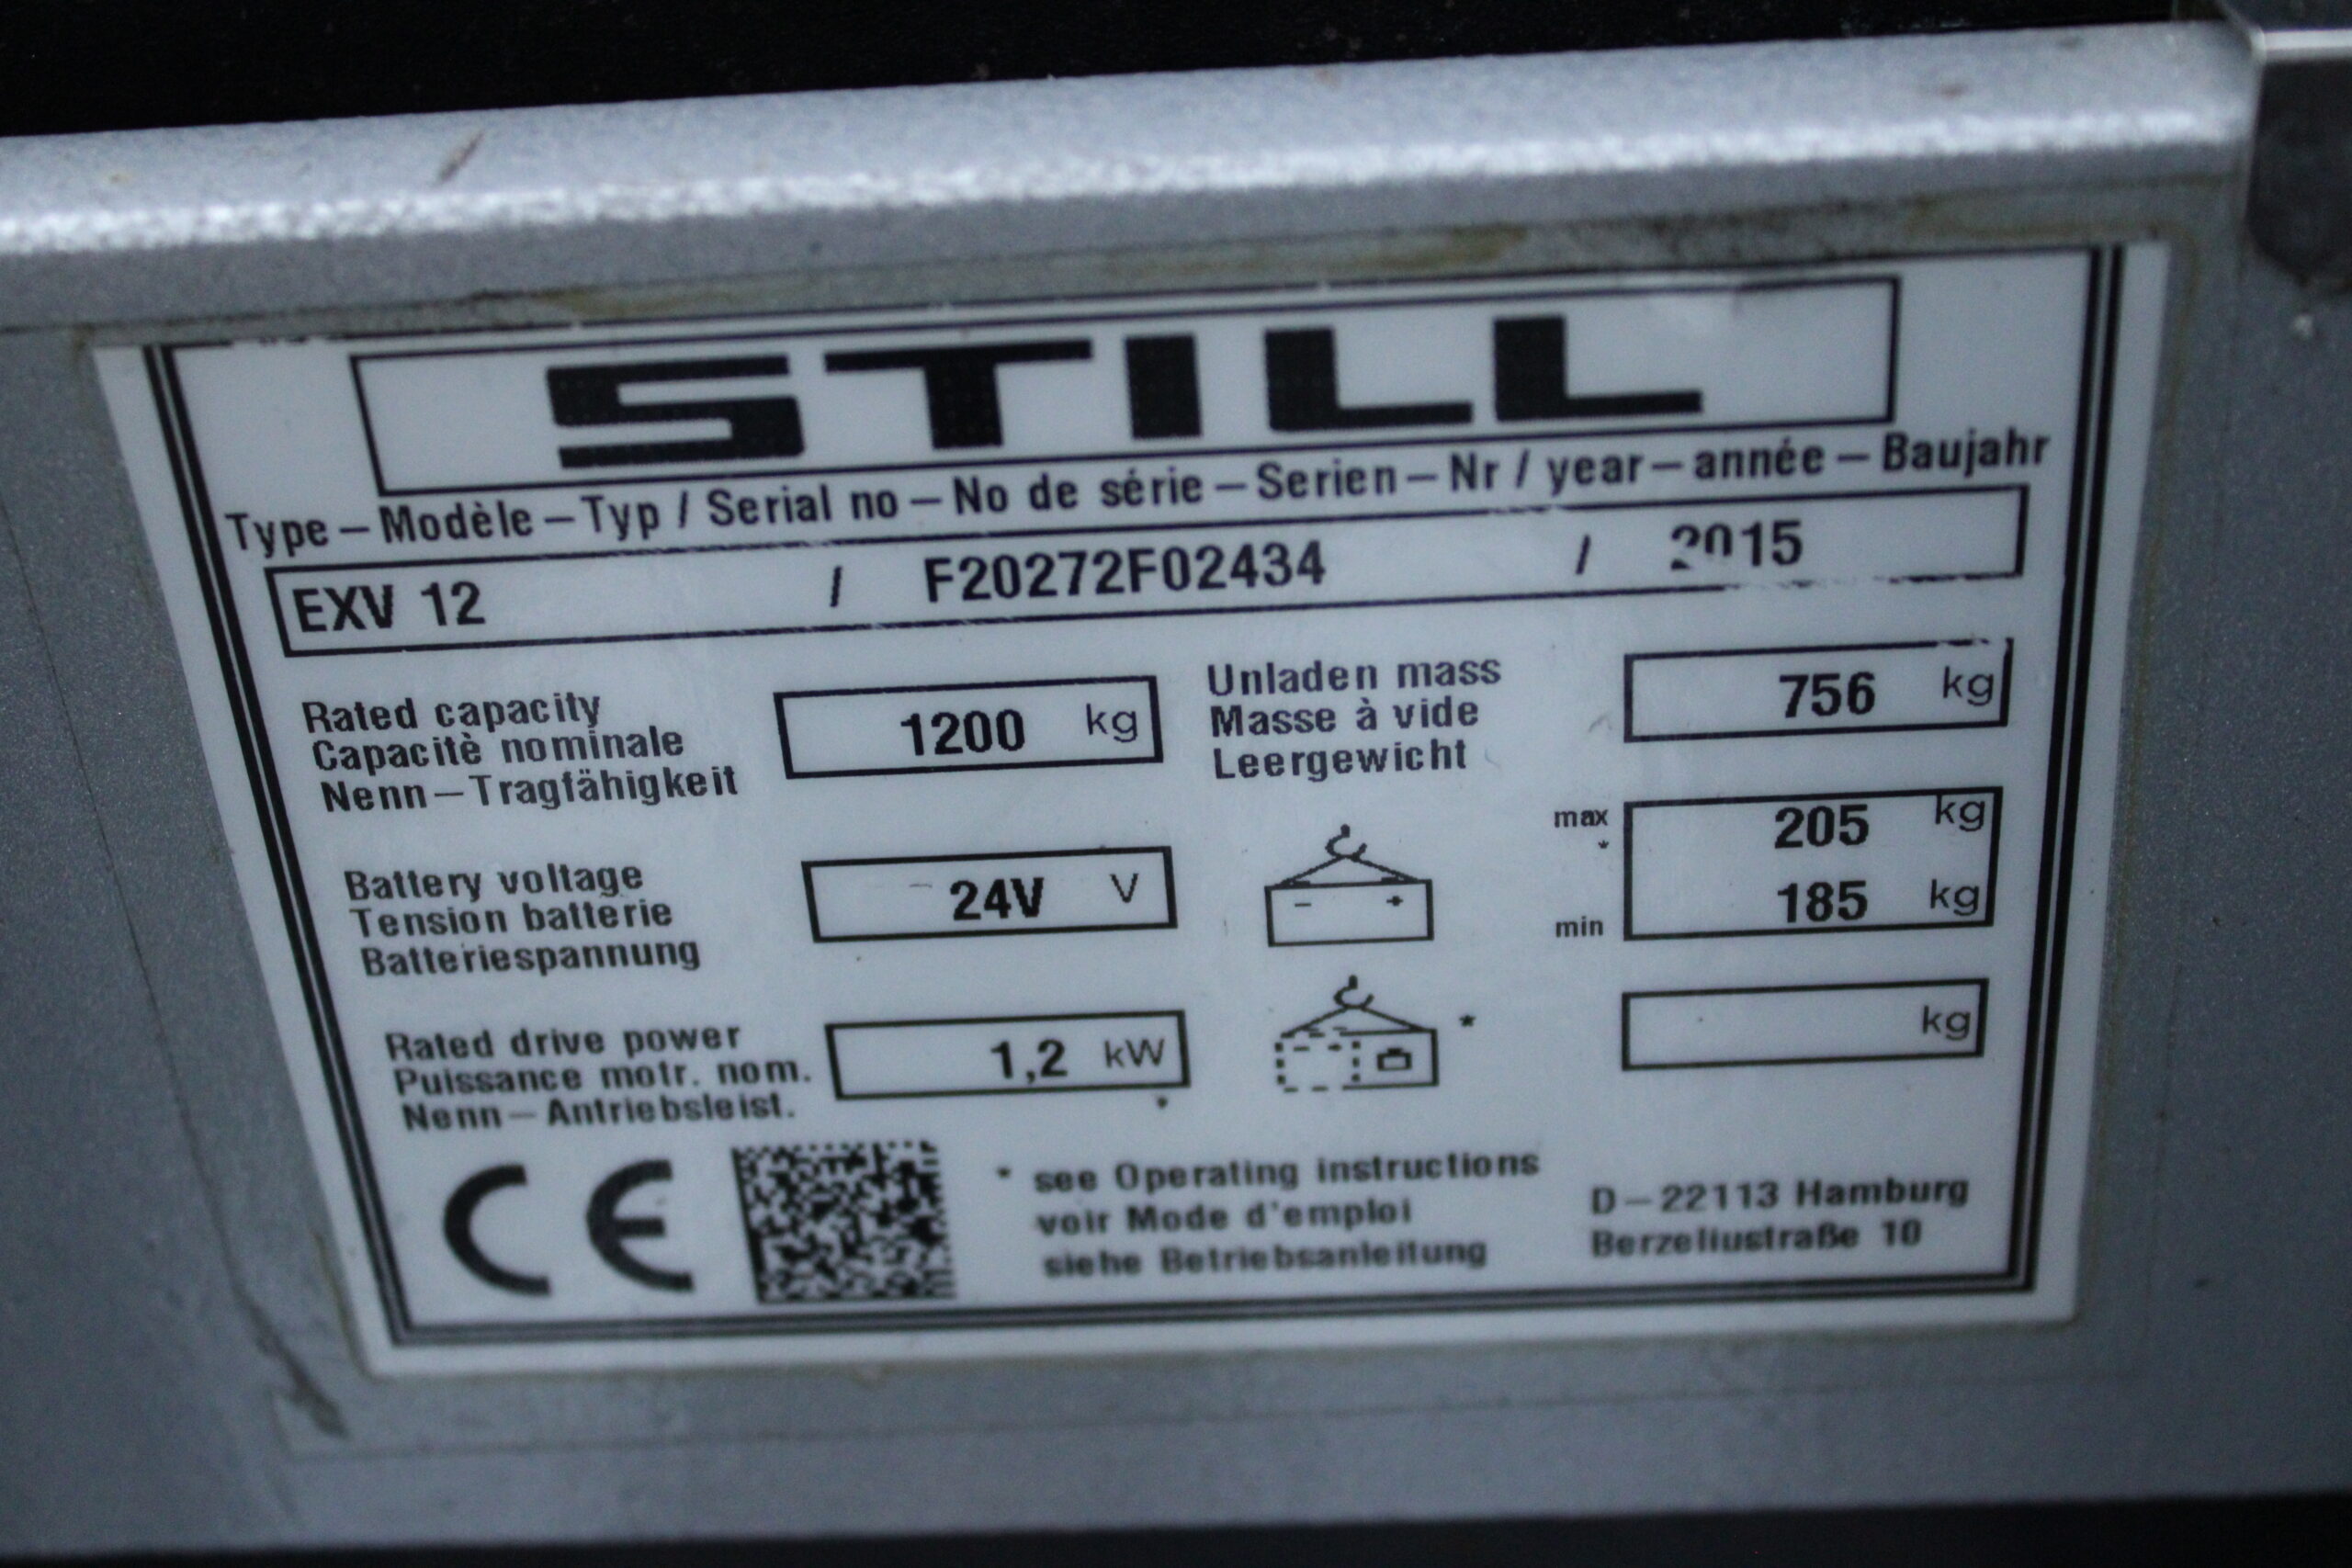 STILL
Type – Modèle – Typ / Serial no – No de série – Serien – Nr / year – année – Baujahr
EXV 12 / F20272F02434 / 2015
Rated capacity
Capacitè nominale
Nenn – Tragfähigkeit
1200 kg
Unladen mass
Masse à vide
Leergewicht
756 kg
Battery voltage
Tension batterie
Batteriespannung
24V V
- +
max
*
min
205 kg
185 kg
Rated drive power
Puissance motr. nom.
Nenn – Antriebsleist.
1,2 kW
*
*
kg
CE
* see Operating instructions
voir Mode d'emploi
siehe Betriebsanleitung
D – 22113 Hamburg
Berzeliustraße 10